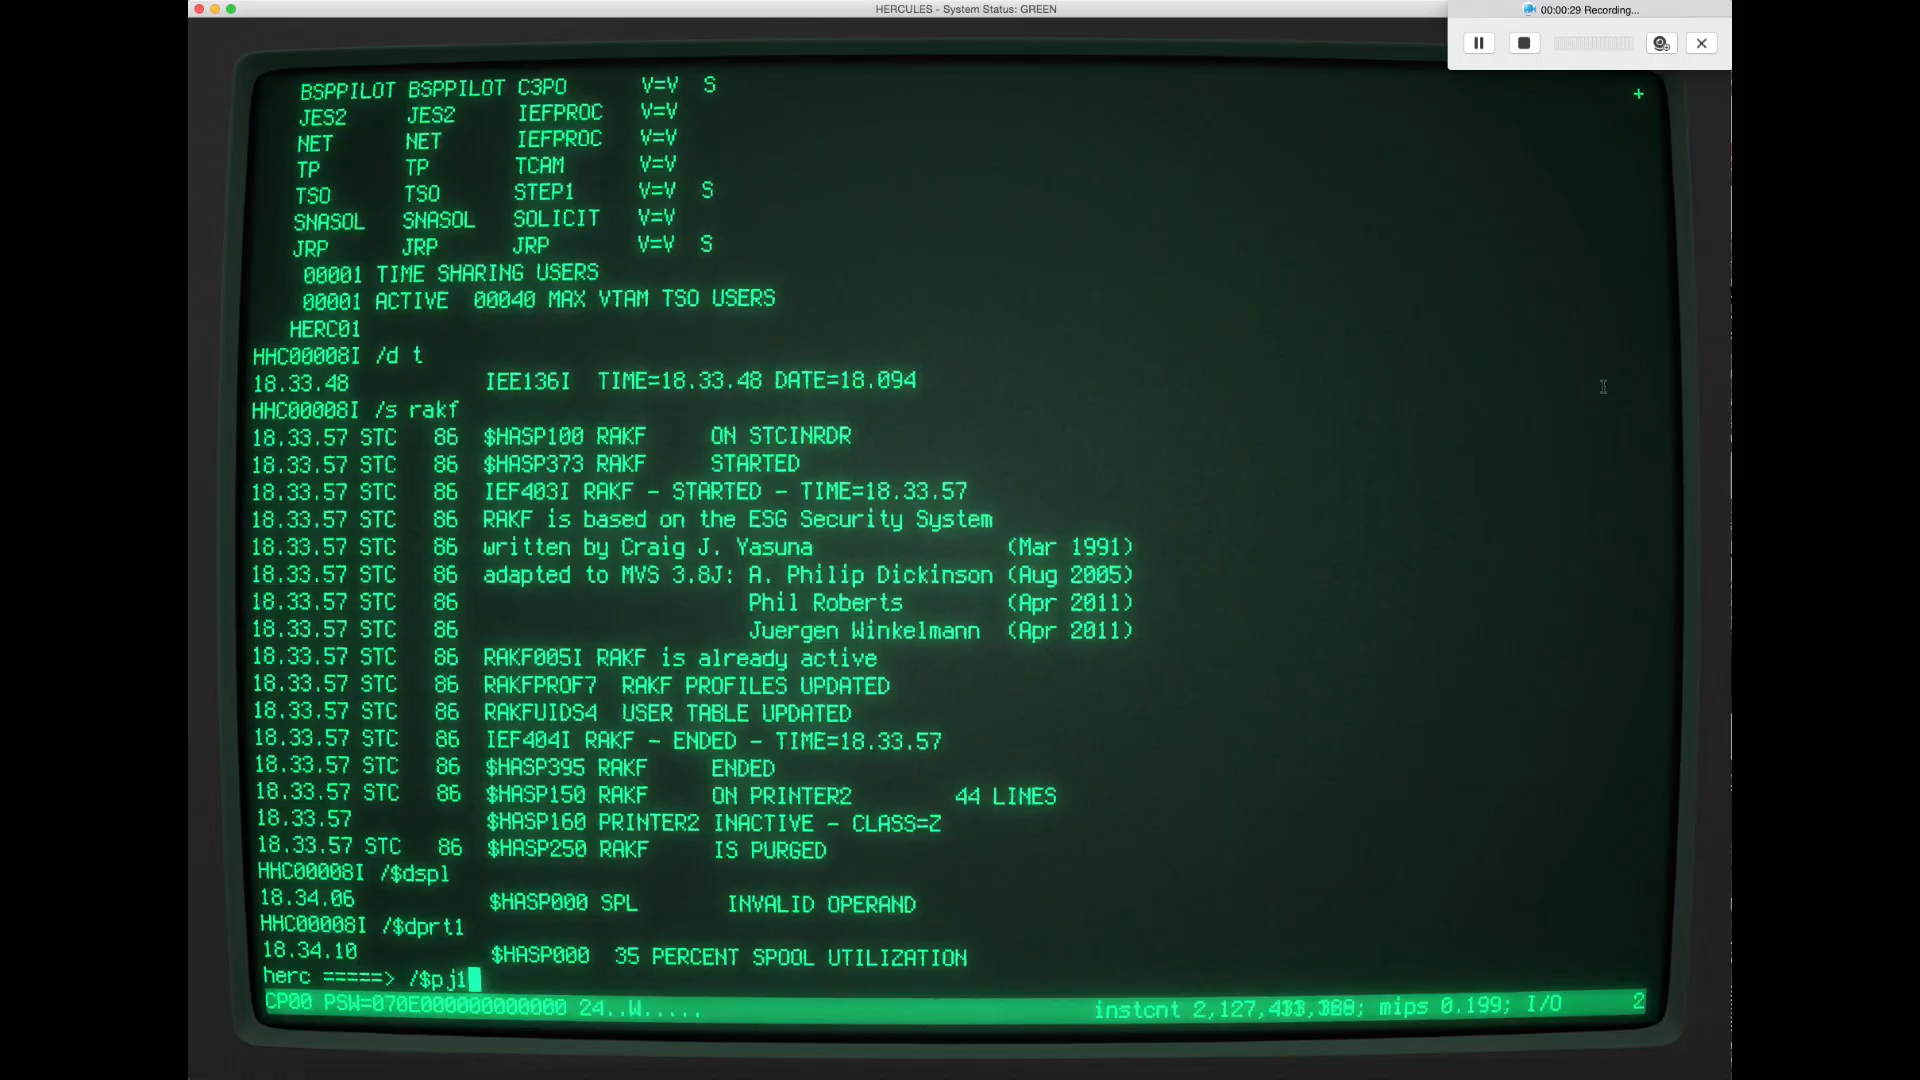 HERCULES - System Status: GREEN
00:00:29 Recording...
BSPPILOT BSPPILOT C3PO V=V S
+
JES2 JES2 IEFPROC V=V
NET NET IEFPROC V=V
TP TP TCAM V=V
TSO TSO STEP1 V=V S
SNASOL SNASOL SOLICIT V=V
JRP JRP JRP V=V S
00001 TIME SHARING USERS
00001 ACTIVE 00040 MAX VTAM TSO USERS
HERC01
HHC00008I /d t
18.33.48 IEE136I TIME=18.33.48 DATE=18.094
HHC00008I /s rakf
18.33.57 STC 86 $HASP100 RAKF ON STCINRDR
18.33.57 STC 86 $HASP373 RAKF STARTED
18.33.57 STC 86 IEF403I RAKF - STARTED - TIME=18.33.57
18.33.57 STC 86 RAKF is based on the ESG Security System
18.33.57 STC 86 written by Craig J. Yasuna (Mar 1991)
18.33.57 STC 86 adapted to MVS 3.8J: A. Philip Dickinson (Aug 2005)
18.33.57 STC 86 Phil Roberts (Apr 2011)
18.33.57 STC 86 Juergen Winkelmann (Apr 2011)
18.33.57 STC 86 RAKF005I RAKF is already active
18.33.57 STC 86 RAKFPROF7 RAKF PROFILES UPDATED
18.33.57 STC 86 RAKFUIDS4 USER TABLE UPDATED
18.33.57 STC 86 IEF404I RAKF - ENDED - TIME=18.33.57
18.33.57 STC 86 $HASP395 RAKF ENDED
18.33.57 STC 86 $HASP150 RAKF ON PRINTER2 44 LINES
18.33.57 $HASP160 PRINTER2 INACTIVE - CLASS=Z
18.33.57 STC 86 $HASP250 RAKF IS PURGED
HHC00008I /$dspl
18.34.06 $HASP000 SPL INVALID OPERAND
HHC00008I /$dprt1
18.34.10 $HASP000 35 PERCENT SPOOL UTILIZATION
herc =====> /$pj1
CP00 PSW=070E000000000000 24..W..... instcnt 2,127, mips 0.199; I/O 2